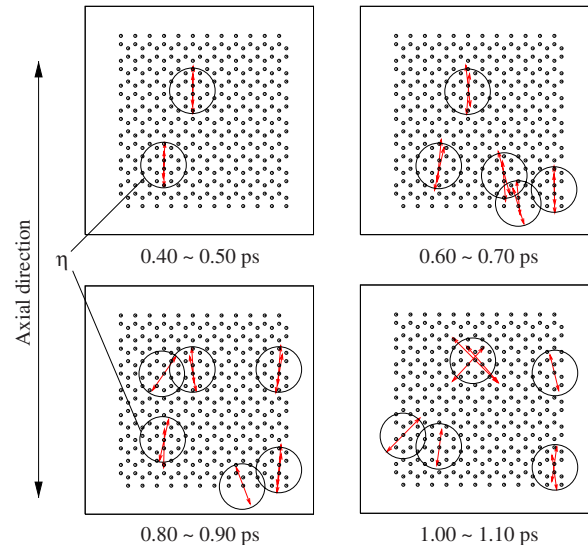 Axial direction
η
0.40 ~ 0.50 ps
0.60 ~ 0.70 ps
0.80 ~ 0.90 ps
1.00 ~ 1.10 ps